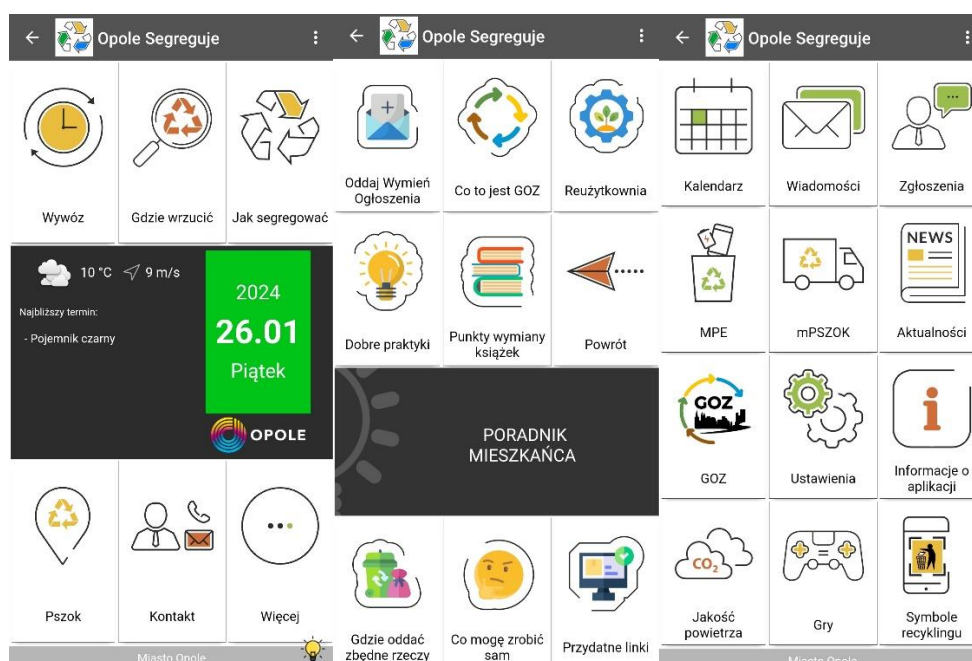 Opole Segreguje
Wywóz
Gdzie wrzucić
Jak segregować
10 °C
9 m/s
Najbliższy termin:
- Pojemnik czarny
2024
26.01
Piątek
OPOLE
Pszok
Kontakt
Więcej
Miasto Opole
Opole Segreguje
Oddaj Wymień
Ogłoszenia
Co to jest GOZ
Reużytkownia
Dobre praktyki
Punkty wymiany
książek
Powrót
PORADNIK
MIESZKAŃCA
Gdzie oddać
zbędne rzeczy
Co mogę zrobić
sam
Przydatne linki
Opole Segreguje
Kalendarz
Wiadomości
Zgłoszenia
NEWS
MPE
mPSZOK
Aktualności
GOZ
GOZ
Ustawienia
Informacje o
aplikacji
CO2
Jakość
powietrza
Gry
Symbole
recyklingu
Miasto Opole